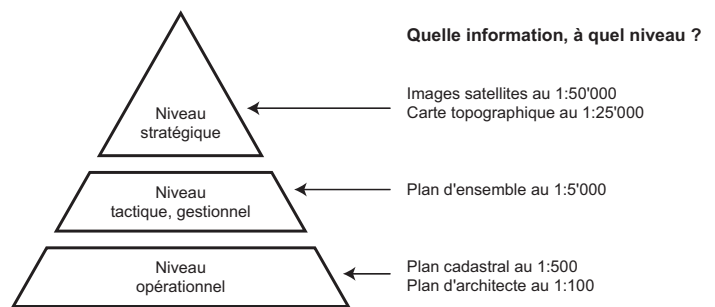 Quelle information, à quel niveau ?
Niveau
stratégique
Images satellites au 1:50'000
Carte topographique au 1:25'000
Niveau
tactique, gestionnel
Plan d'ensemble au 1:5'000
Niveau
opérationnel
Plan cadastral au 1:500
Plan d'architecte au 1:100